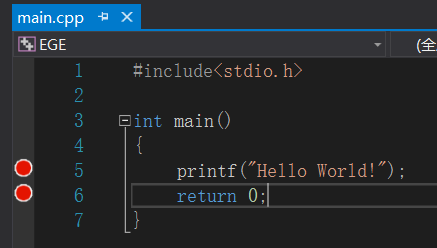 main.cpp
EGE (全
1 #include<stdio.h>
2
3 int main()
4 {
5 printf("Hello World!");
6 return 0;
7 }